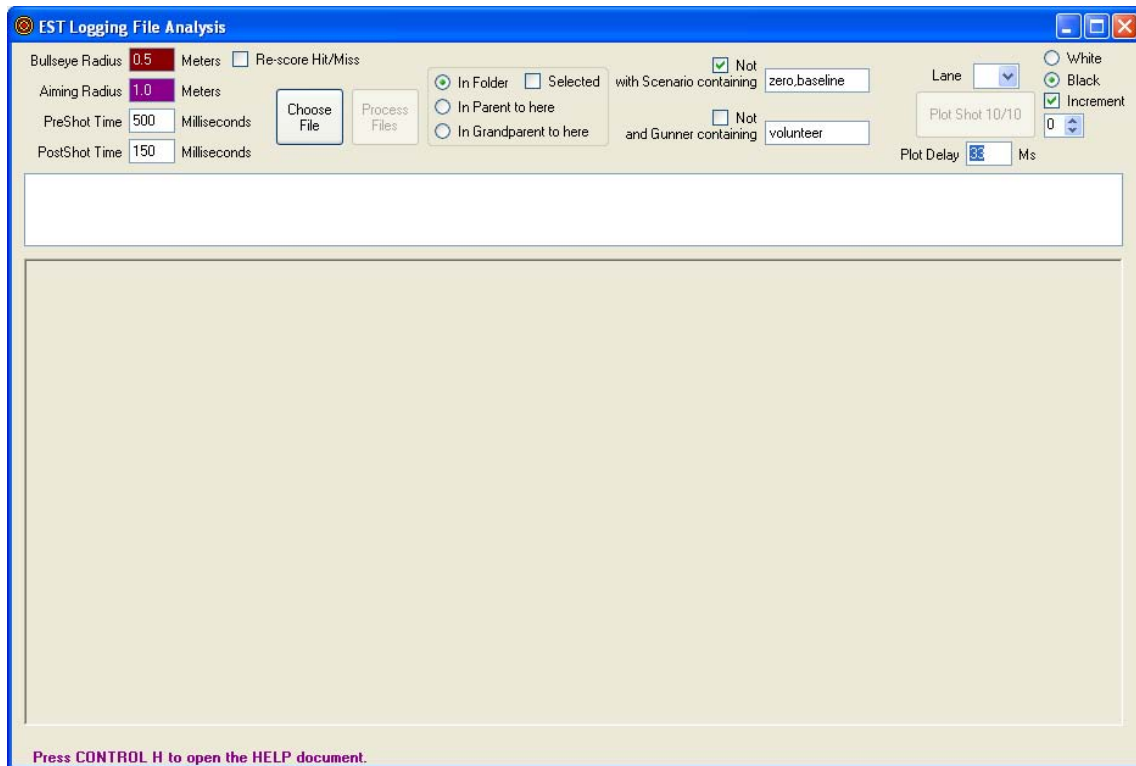 EST Logging File Analysis
Bullseye Radius 0.5 Meters Re-score Hit/Miss
Aiming Radius 1.0 Meters
PreShot Time 500 Milliseconds
PostShot Time 150 Milliseconds
Choose
File
Process
Files
In Folder Selected
In Parent to here
In Grandparent to here
Not
with Scenario containing zero,baseline
Not
and Gunner containing volunteer
Lane
Plot Shot 10/10
Plot Delay 33 Ms
White
Black
Increment
0
Press CONTROL H to open the HELP document.